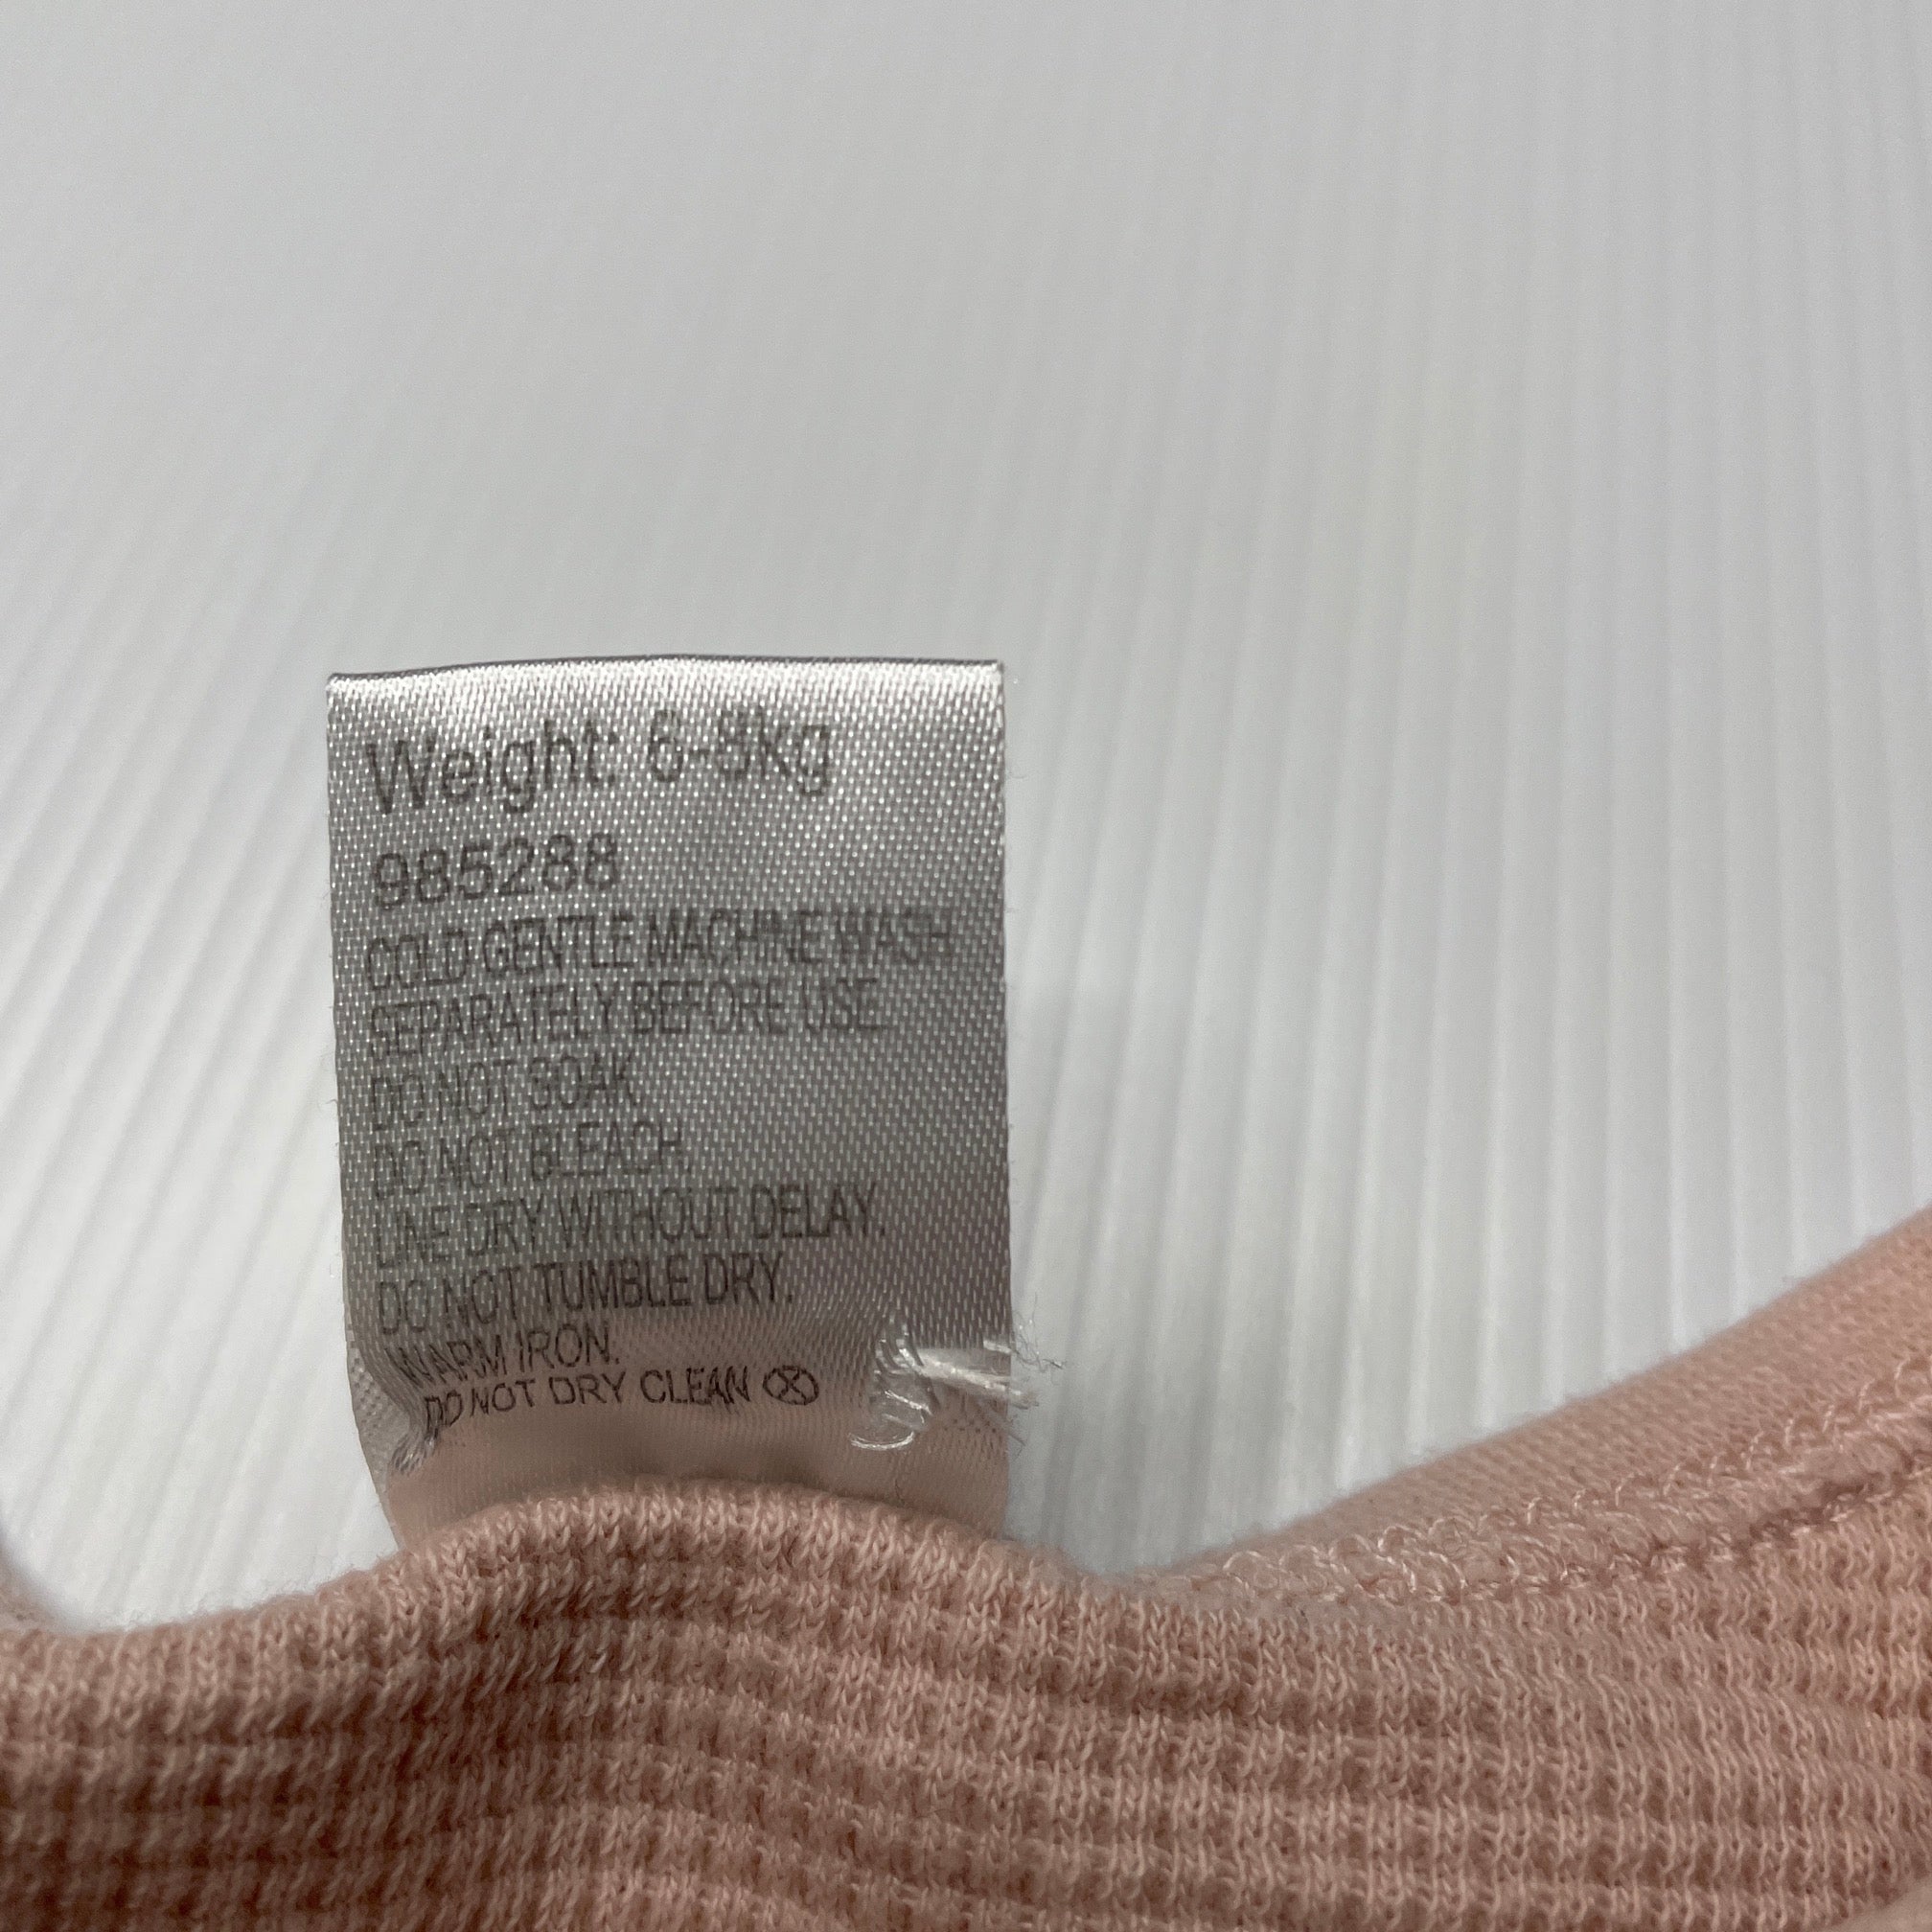 Weight: 6-8kg
985288
COLD GENTLE MACHINE WASH
SEPARATELY BEFORE USE
DO NOT SOAK
DO NOT BLEACH.
LINE DRY WITHOUT DELAY.
DO NOT TUMBLE DRY.
WARM IRON.
DO NOT DRY CLEAN